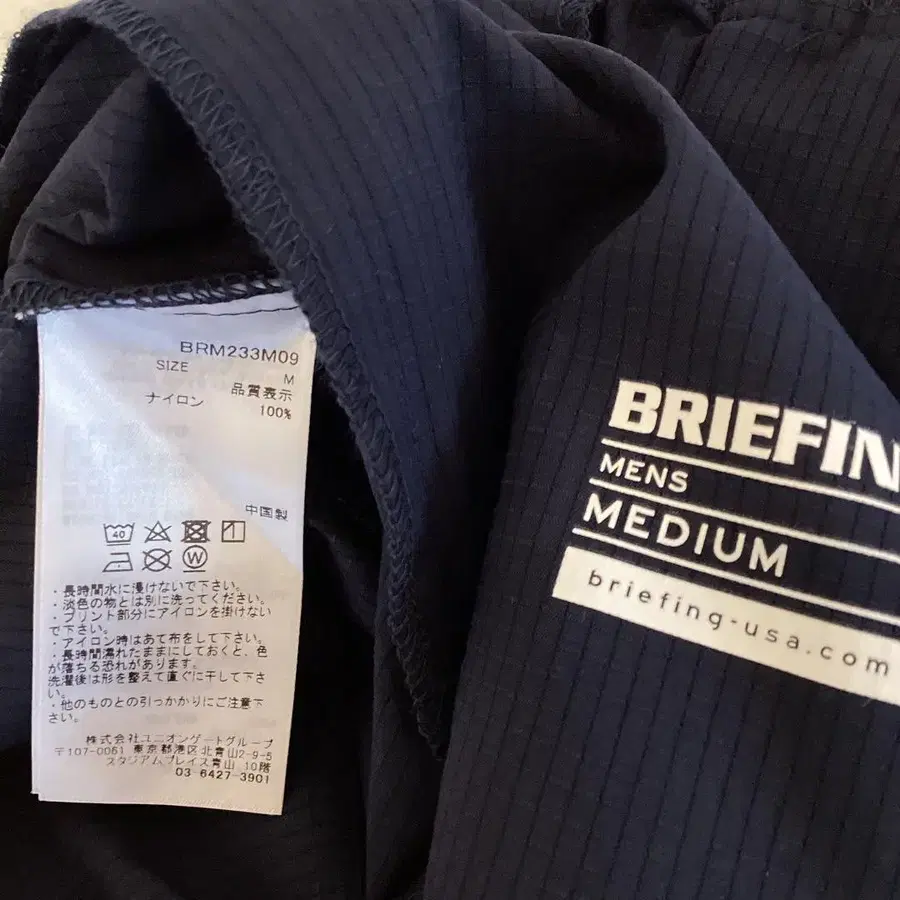 BRM233M09
SIZE M
品質表示
ナイロン 100%
中国製
40
W
・長時間水に浸けないで下さい。
・淡色の物とは別に洗ってください。
・プリント部分にアイロンを掛けない
で下さい。
・アイロン時はあて布をして下さい。
・長時間濡れたままにしておくと、色
が落ちる恐れがあります。
洗濯後は形を整えて直ぐに干して下さ
い。
・他のものとの引っかかりにご注意下
さい。
株式会社ユニオンゲートグループ
〒107-0061 東京都港区北青山2-9-5
スタジアムプレイス青山 10階
03-6427-3901
BRIEFIN
MENS
MEDIUM
briefing-usa.com